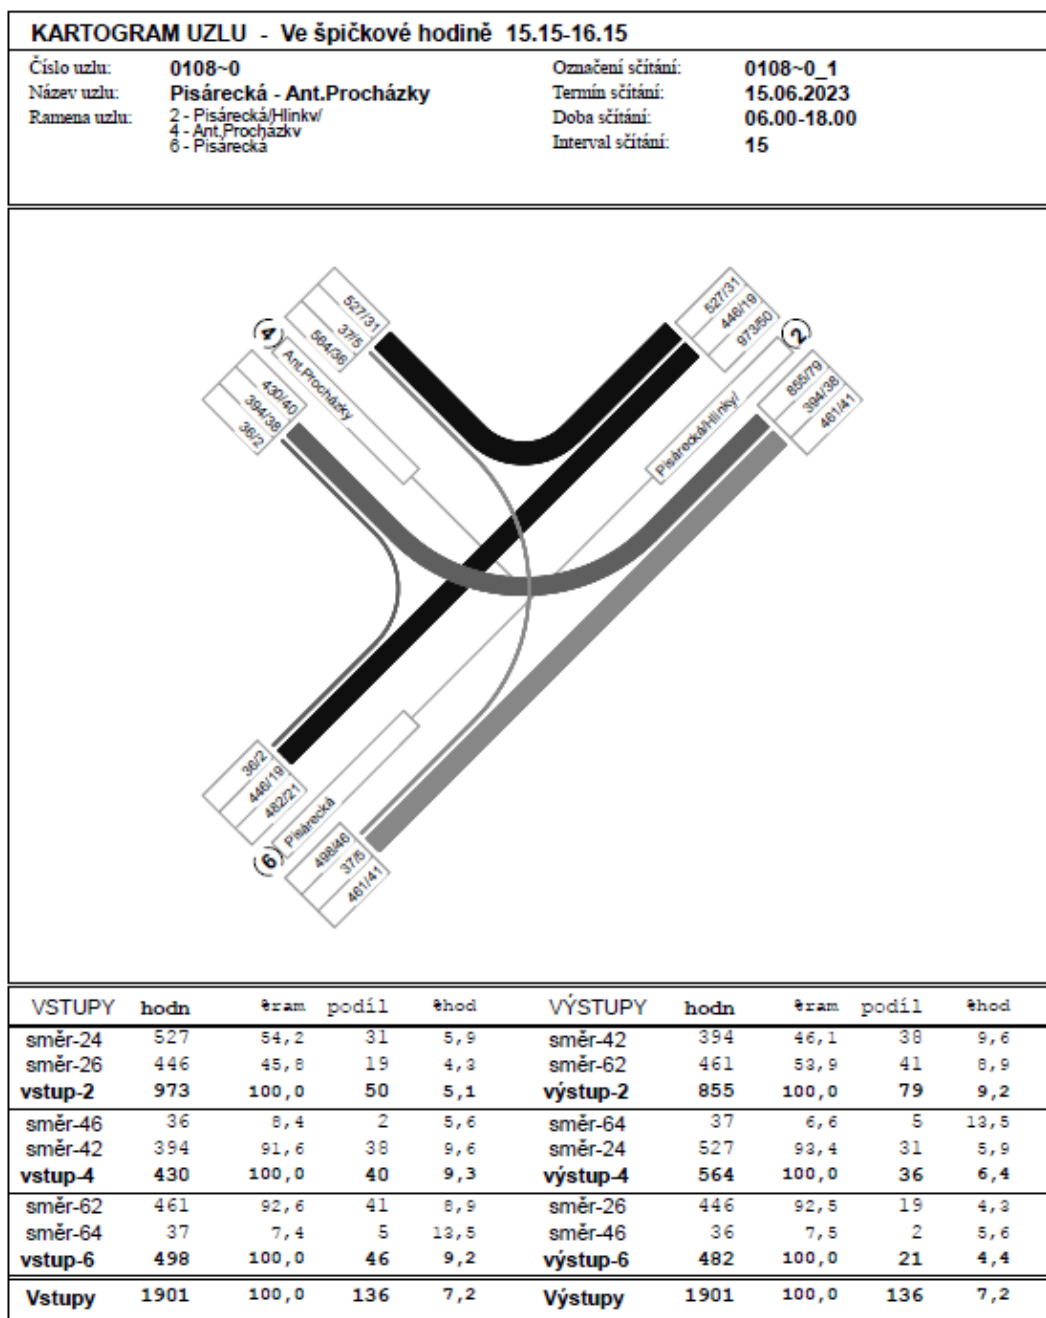 KARTOGRAM UZLU - Ve špičkové hodině 15.15-16.15
Číslo uzlu: 0108~0 Označení sčítání: 0108~0_1
Název uzlu: Pisárecká - Ant.Procházky Termín sčítání: 15.06.2023
Ramena uzlu: 2 - Pisárecká/Hlinky/ Doba sčítání: 06.00-18.00
4 - Ant.Procházky
6 - Pisárecká Interval sčítání: 15
527/31
37/5
564/36
4
Ant.Procházky
430/40
394/38
36/2
527/31
446/19
973/50
2
Pisárecká/Hlinky/
855/79
394/38
461/41
36/2
446/19
482/21
6
Pisárecká
498/46
37/5
461/41
VSTUPY hodn %ram podíl %hod VÝSTUPY hodn %ram podíl %hod
směr-24 527 54,2 31 5,9 směr-42 394 46,1 38 9,6
směr-26 446 45,8 19 4,3 směr-62 461 53,9 41 8,9
vstup-2 973 100,0 50 5,1 výstup-2 855 100,0 79 9,2
směr-46 36 8,4 2 5,6 směr-64 37 6,6 5 13,5
směr-42 394 91,6 38 9,6 směr-24 527 93,4 31 5,9
vstup-4 430 100,0 40 9,3 výstup-4 564 100,0 36 6,4
směr-62 461 92,6 41 8,9 směr-26 446 92,5 19 4,3
směr-64 37 7,4 5 13,5 směr-46 36 7,5 2 5,6
vstup-6 498 100,0 46 9,2 výstup-6 482 100,0 21 4,4
Vstupy 1901 100,0 136 7,2 Výstupy 1901 100,0 136 7,2